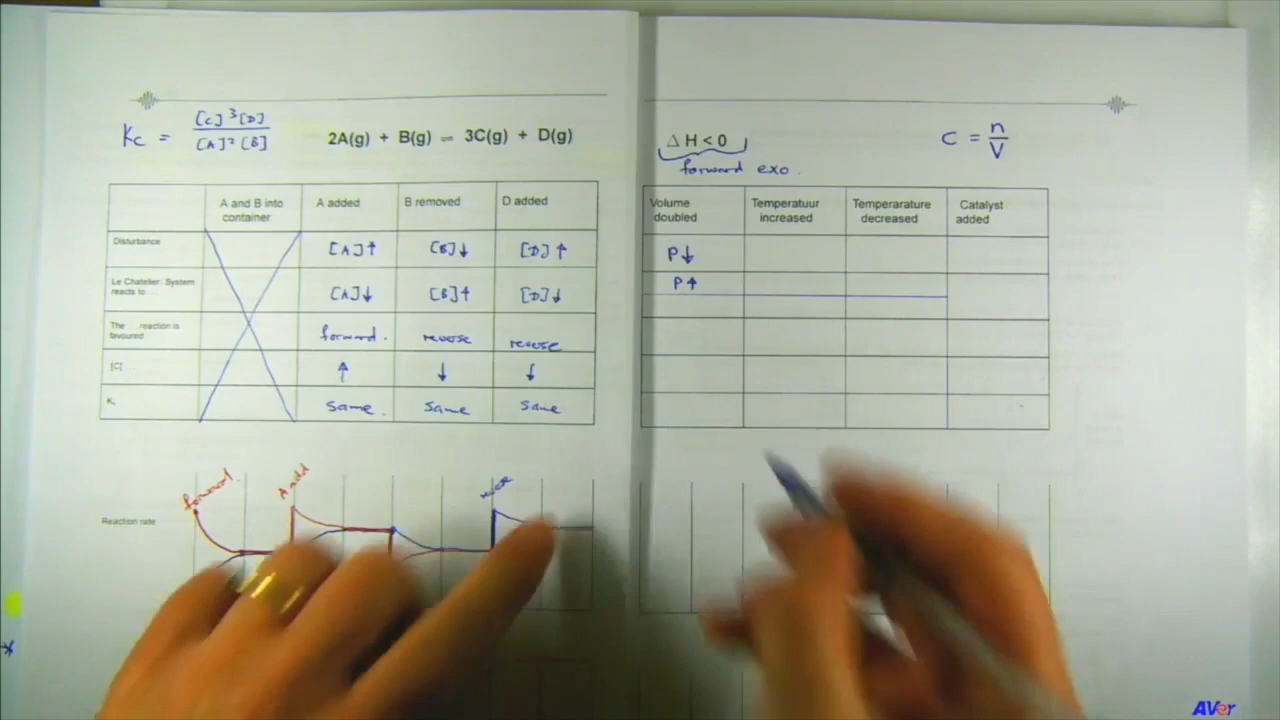 Kc = [C]³[D]
[A]²[B]
2A(g) + B(g) ⇌ 3C(g) + D(g)
Δ H < 0
forward exo.
C = n
V
A and B into container
A added
B removed
D added
Disturbance
[A]↑
[B]↓
[D]↑
Le Chatelier: System
reacts to ...
[A]↓
[B]↑
[D]↓
The ... reaction is
favoured
forward.
reverse
reverse
[C]
↑
↓
↓
Kc
same.
same
same
Volume doubled
Temperatuur increased
Temperarature decreased
Catalyst added
P↓
P↑
Reaction rate
forward.
A add
AVer